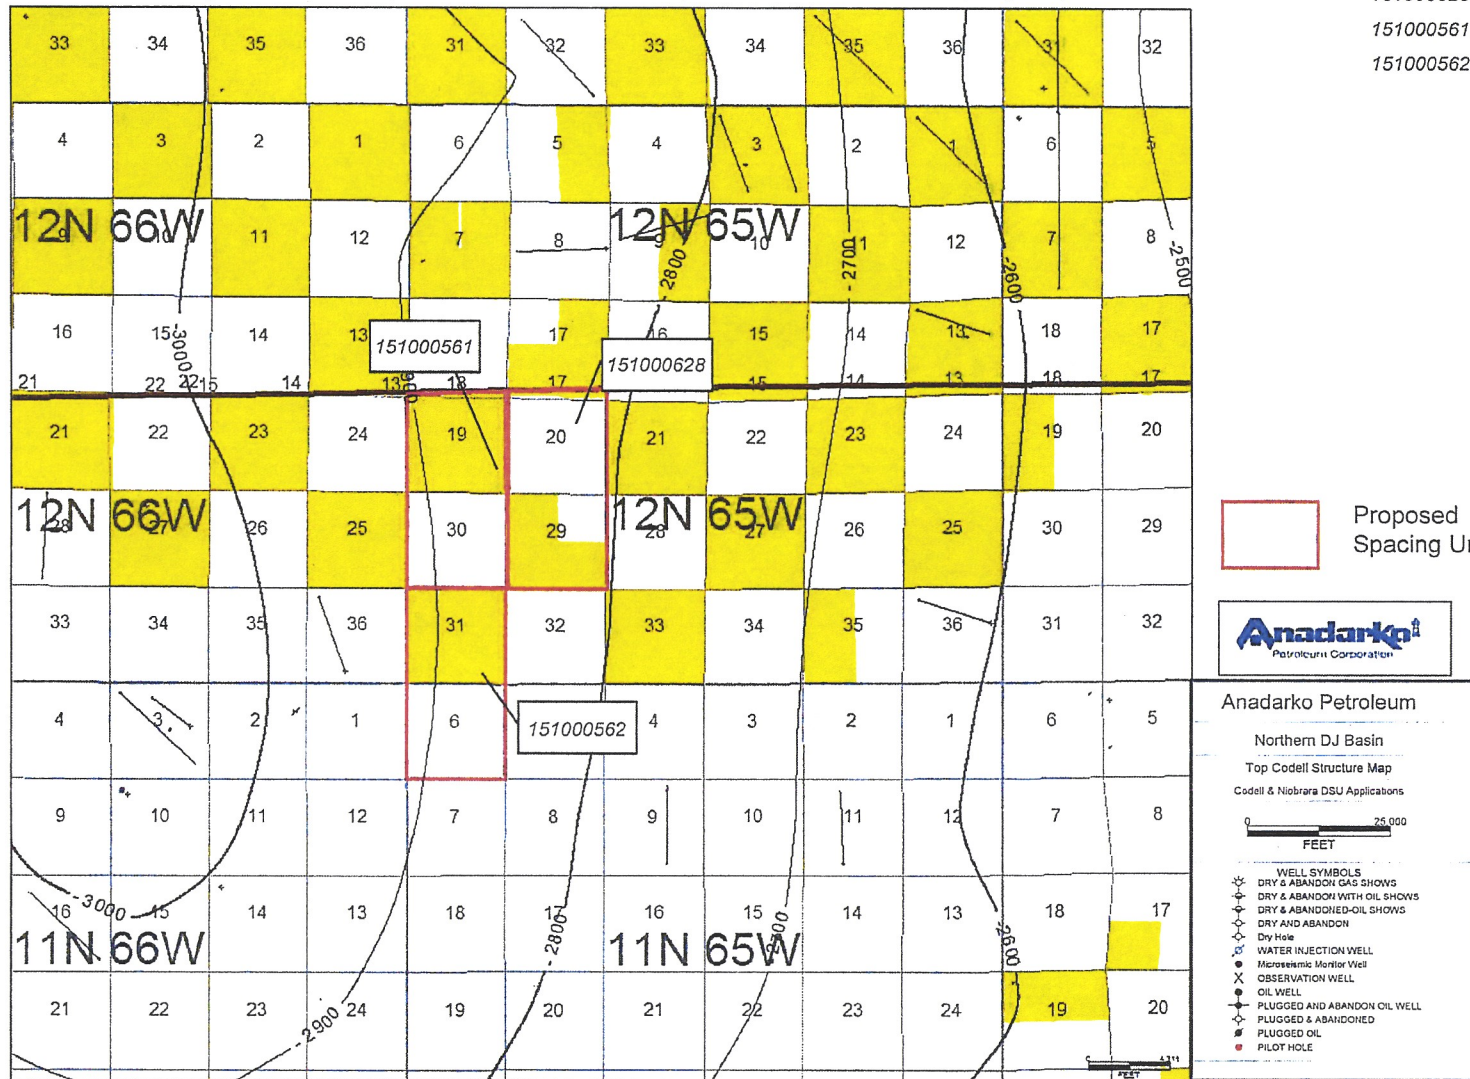 151000561
151000562
33 34 35 36 31 32 33 34 35 36 31 32
4 3 2 1 6 5 4 3 2 1 6 5
12N 66W 12N 65W
9 10 11 12 7 8 9 10 11 12 7 8
-2800 -2700 -2600 -2500
16 15 14 13 17 16 15 14 13 18 17
-3000
151000561
151000628
21 22 22 15 14 13 18 17 15 14 13 18 17
21 22 23 24 19 20 21 22 23 24 19 20
12N 66W 12N 65W
28 27 26 25 30 29 28 27 26 25 30 29
33 34 35 36 31 32 33 34 35 36 31 32
4 3 2 1 6 4 3 2 1 6 5
151000562
9 10 11 12 7 8 9 10 11 12 7 8
-3000
16 15 14 13 18 17 16 15 14 13 18 17
-2800 -2600
11N 66W 11N 65W
21 22 23 24 19 20 21 22 23 24 19 20
-2900
Proposed
Spacing
Anadarko
Petroleum Corporation
Anadarko Petroleum
Northern DJ Basin
Top Codell Structure Map
Codell & Niobrara DSU Applications
0 25,000
FEET
WELL SYMBOLS
DRY & ABANDON GAS SHOWS
DRY & ABANDON WITH OIL SHOWS
DRY & ABANDONED-OIL SHOWS
DRY AND ABANDON
Dry Hole
WATER INJECTION WELL
Microseismic Monitor Well
OBSERVATION WELL
OIL WELL
PLUGGED AND ABANDON OIL WELL
PLUGGED & ABANDONED
PLUGGED OIL
PILOT HOLE
FEET